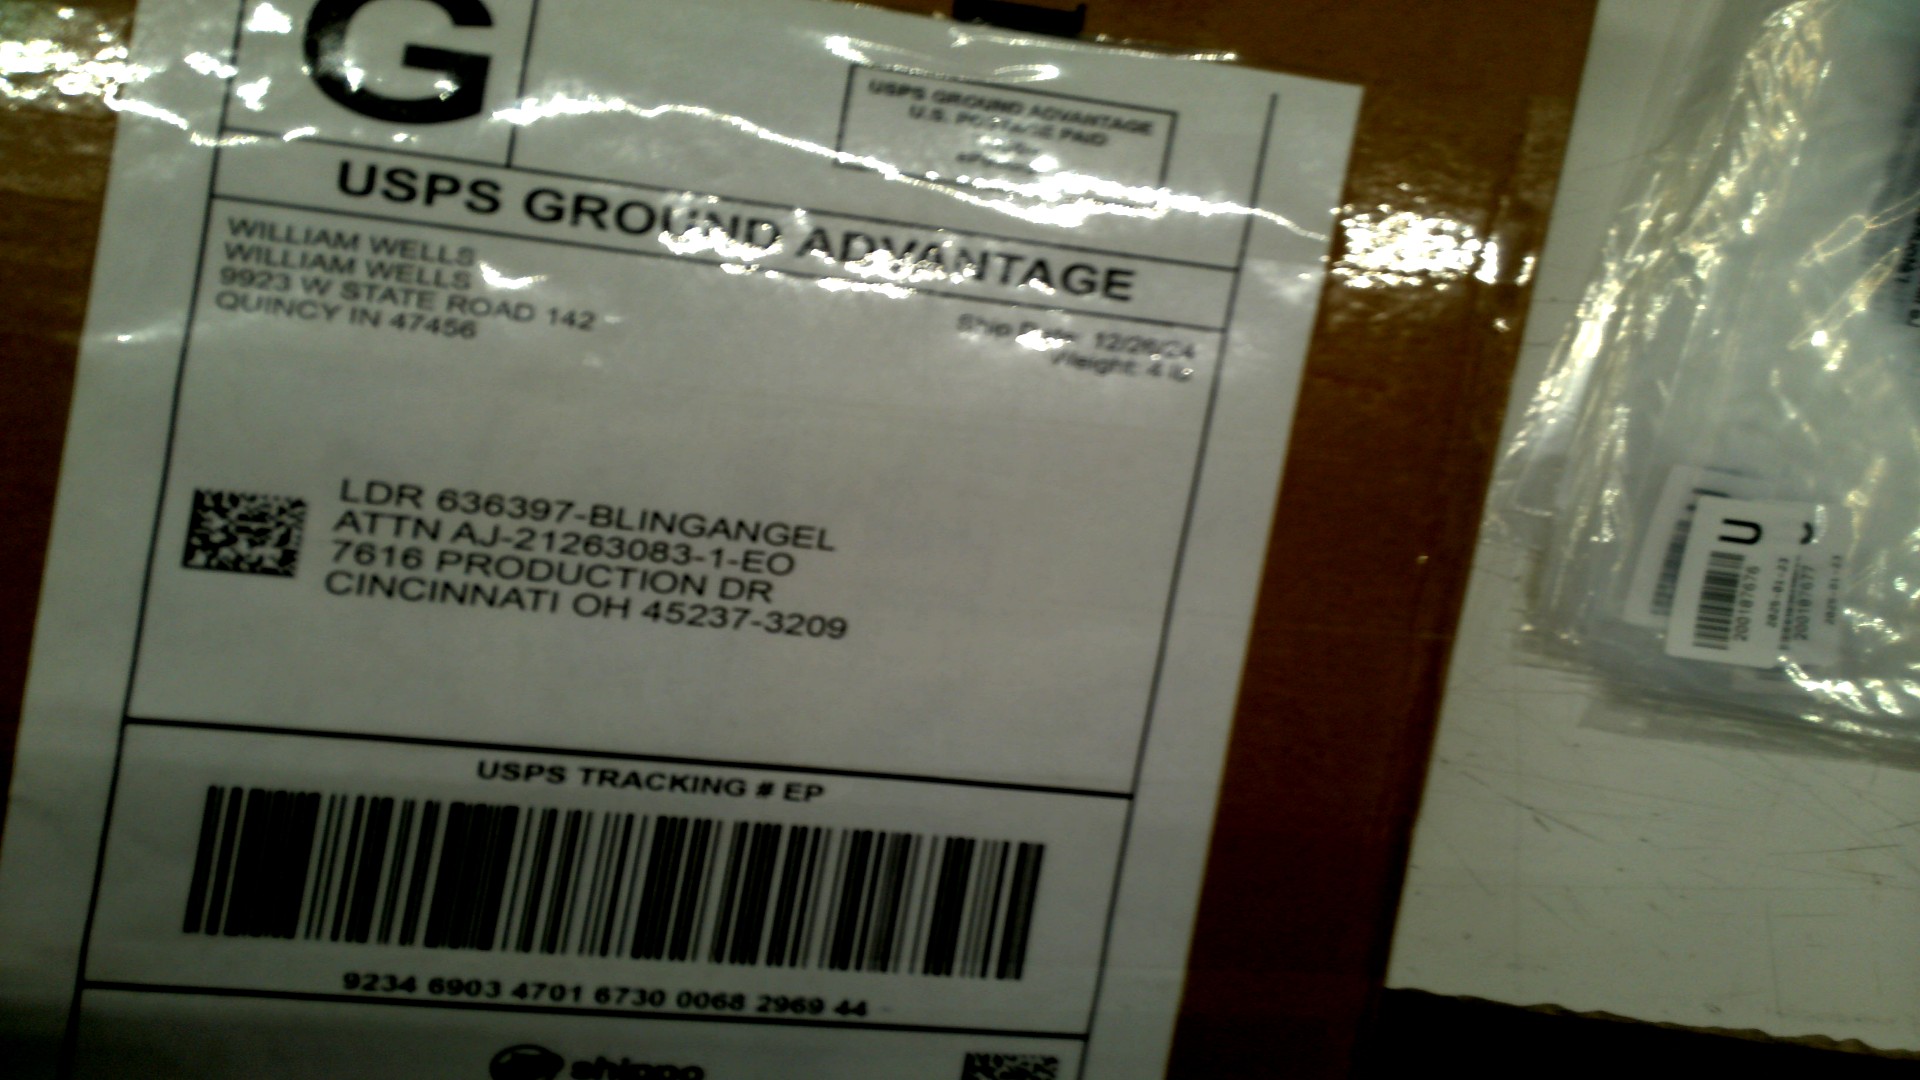 G
USPS GROUND ADVANTAGE
U.S. POSTAGE PAID
USPS GROUND ADVANTAGE
WILLIAM WELLS
WILLIAM WELLS
9923 W STATE ROAD 142
QUINCY IN 47456
Ship Date: 12/26/24
Weight: 4 lb
LDR 636397-BLINGANGEL
ATTN AJ-21263083-1-EO
7616 PRODUCTION DR
CINCINNATI OH 45237-3209
USPS TRACKING # EP
9234 6903 4701 6730 0068 2969 44
shippo
U